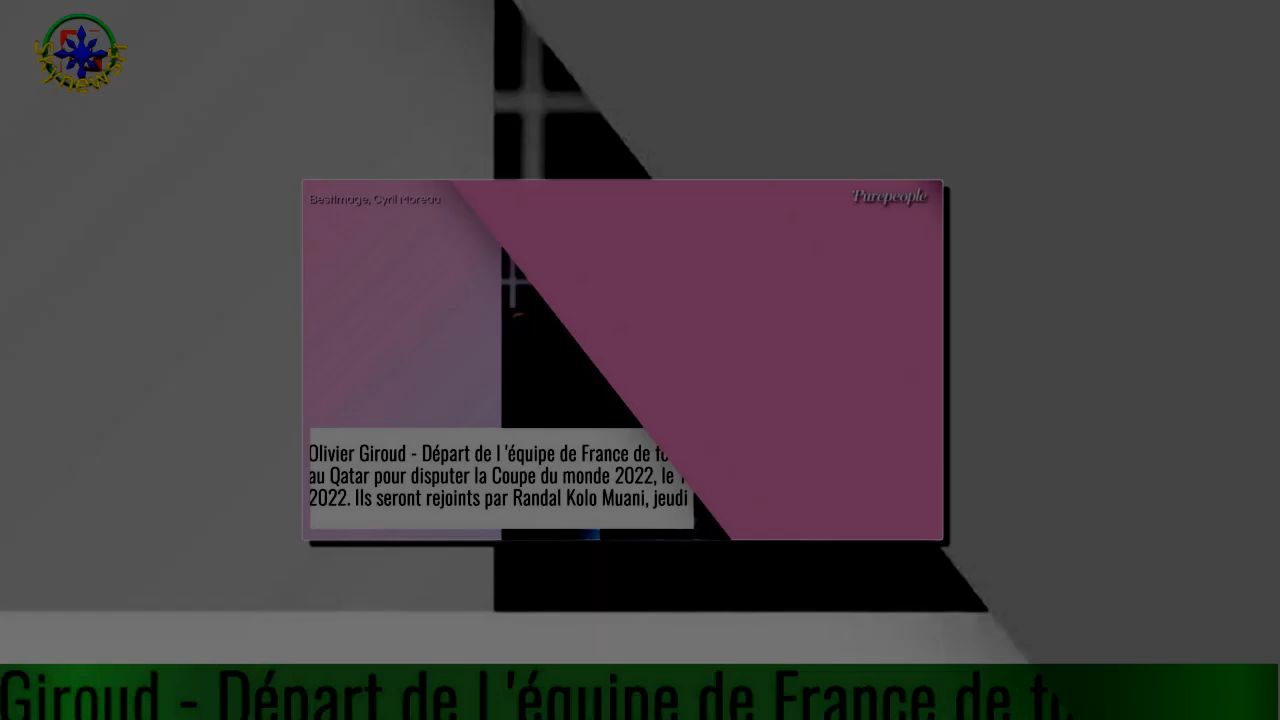 Skynewsht
BestImage, Cyril Moreau
Purepeople
Olivier Giroud - Départ de l 'équipe de France de
au Qatar pour disputer la Coupe du monde 2022, le
2022. Ils seront rejoints par Randal Kolo Muani, jeudi
Giroud - Départ de l 'équipe de France de